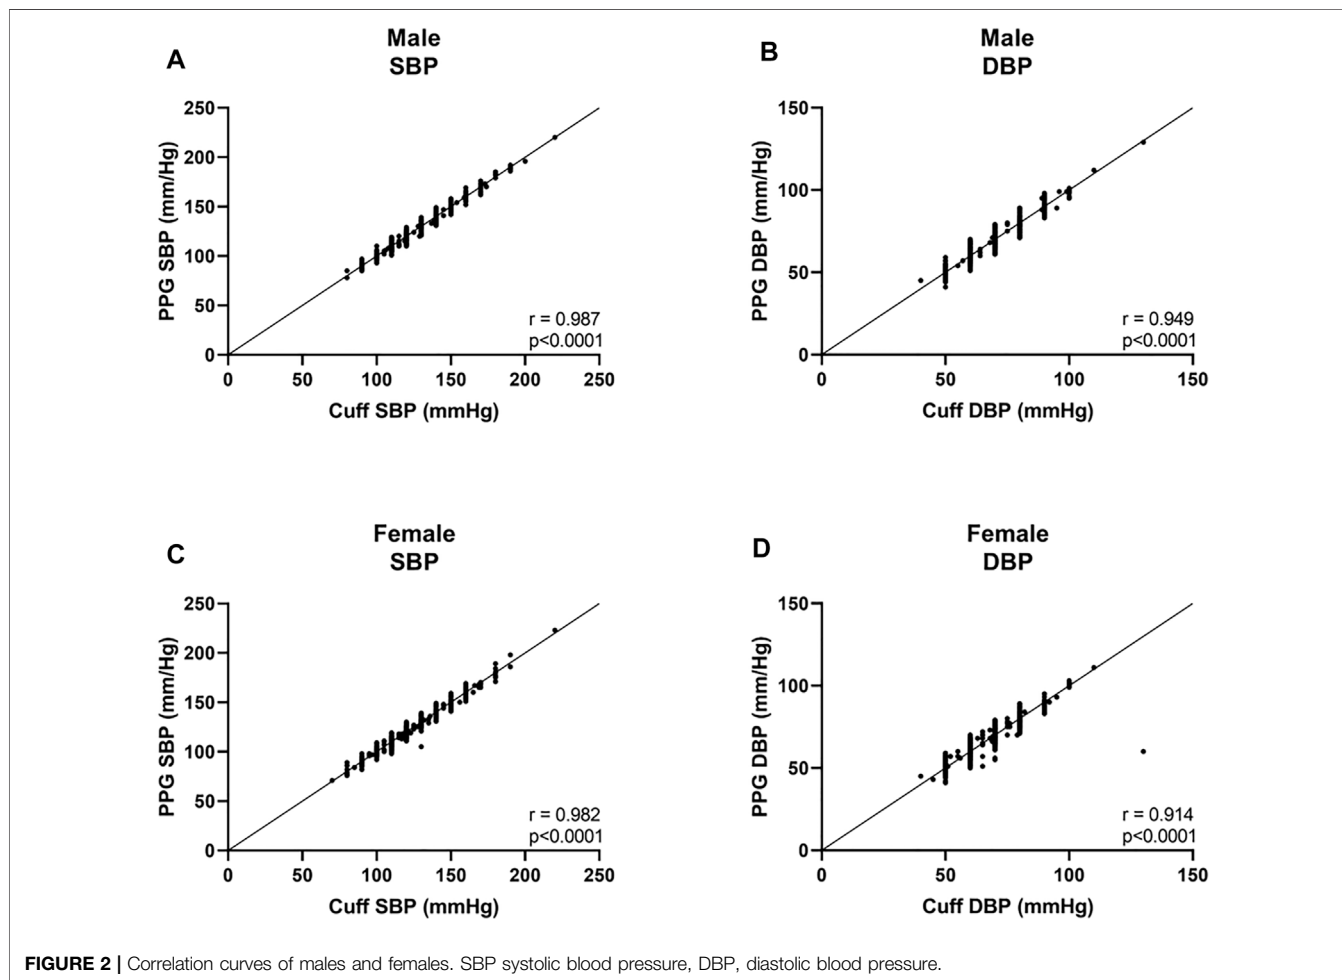 A
Male
SBP
250
200
150
100
50
0
PPG SBP (mm/Hg)
r = 0.987
p<0.0001
0 50 100 150 200 250
Cuff SBP (mmHg)
B
Male
DBP
150
100
50
0
PPG DBP (mm/Hg)
r = 0.949
p<0.0001
0 50 100 150
Cuff DBP (mmHg)
C
Female
SBP
250
200
150
100
50
0
PPG SBP (mm/Hg)
r = 0.982
p<0.0001
0 50 100 150 200 250
Cuff SBP (mmHg)
D
Female
DBP
150
100
50
0
PPG DBP (mm/Hg)
r = 0.914
p<0.0001
0 50 100 150
Cuff DBP (mmHg)
FIGURE 2 | Correlation curves of males and females. SBP systolic blood pressure, DBP, diastolic blood pressure.